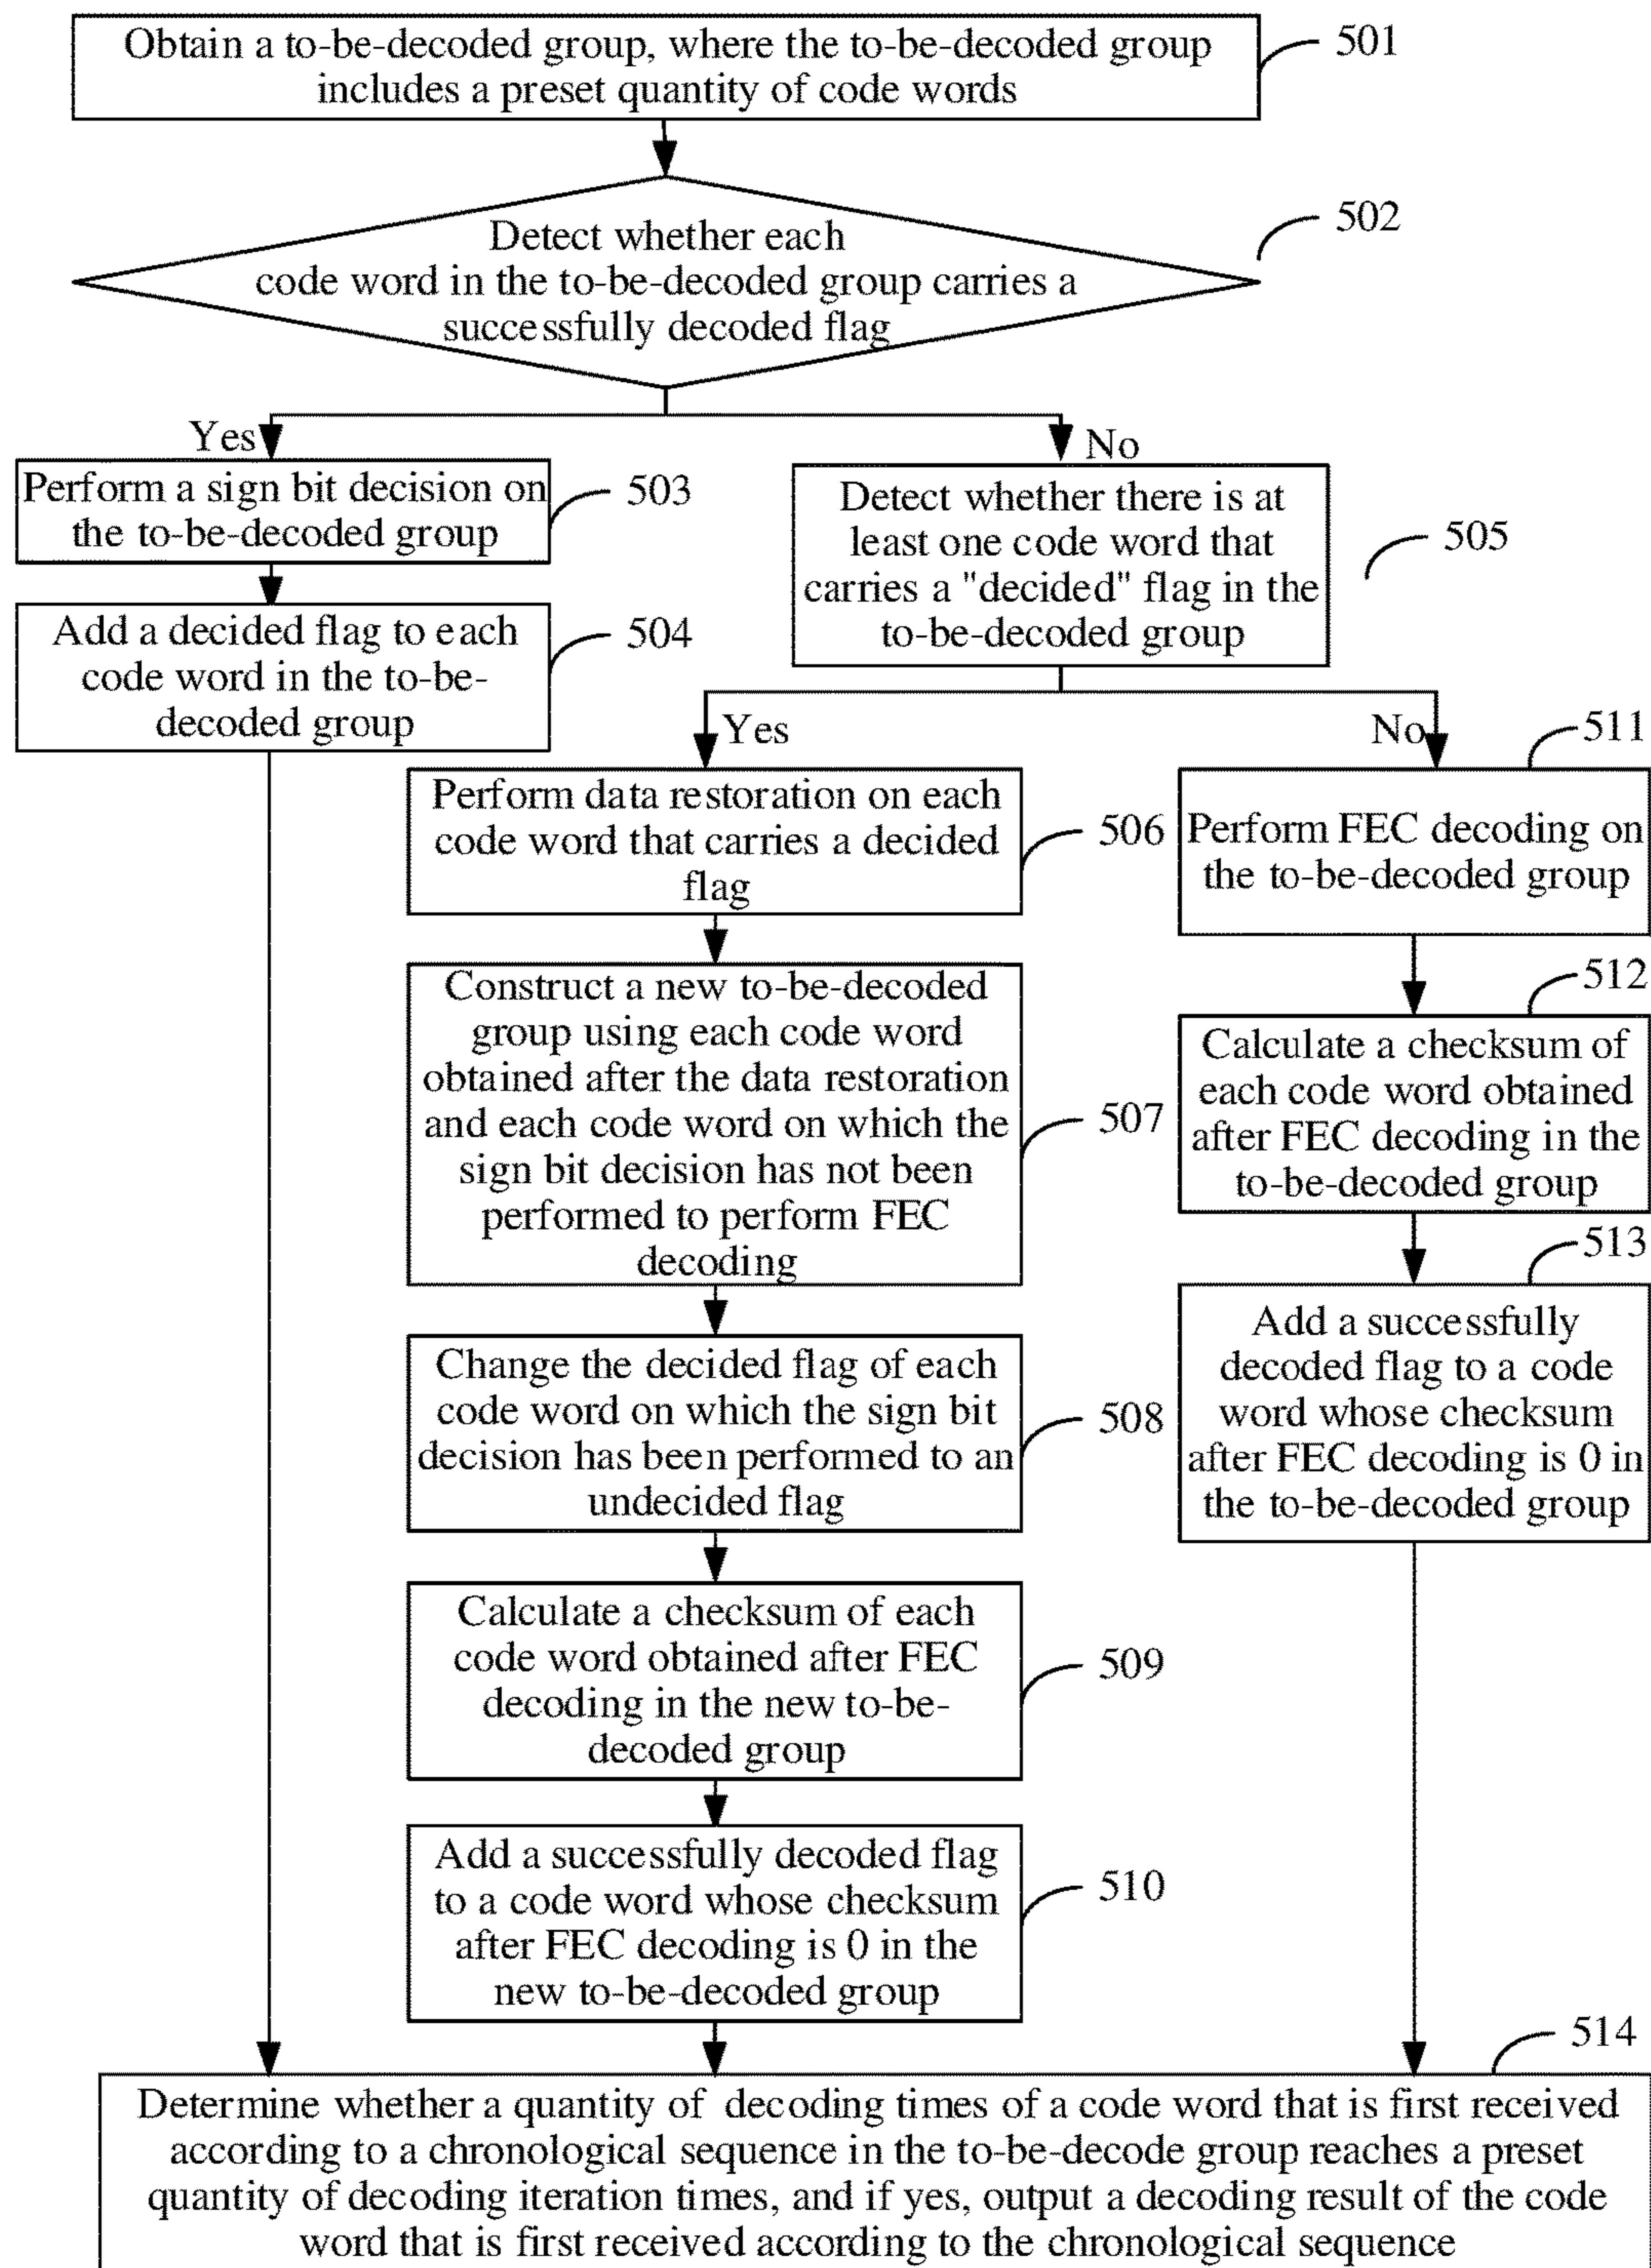 Obtain a to-be-decoded group, where the to-be-decoded group
includes a preset quantity of code words
501
Detect whether each
code word in the to-be-decoded group carries a
successfully decoded flag
502
Yes
No
Perform a sign bit decision on
the to-be-decoded group
503
Add a decided flag to each
code word in the to-be-
decoded group
504
Detect whether there is at
least one code word that
carries a "decided" flag in the
to-be-decoded group
505
Yes
No
Perform data restoration on each
code word that carries a decided
flag
506
Construct a new to-be-decoded
group using each code word
obtained after the data restoration
and each code word on which the
sign bit decision has not been
performed to perform FEC
decoding
507
Change the decided flag of each
code word on which the sign bit
decision has been performed to an
undecided flag
508
Calculate a checksum of each
code word obtained after FEC
decoding in the new to-be-
decoded group
509
Add a successfully decoded flag
to a code word whose checksum
after FEC decoding is 0 in the
new to-be-decoded group
510
511
Perform FEC decoding on
the to-be-decoded group
512
Calculate a checksum of
each code word obtained
after FEC decoding in the
to-be-decoded group
513
Add a successfully
decoded flag to a code
word whose checksum
after FEC decoding is 0 in
the to-be-decoded group
514
Determine whether a quantity of decoding times of a code word that is first received
according to a chronological sequence in the to-be-decode group reaches a preset
quantity of decoding iteration times, and if yes, output a decoding result of the code
word that is first received according to the chronological sequence